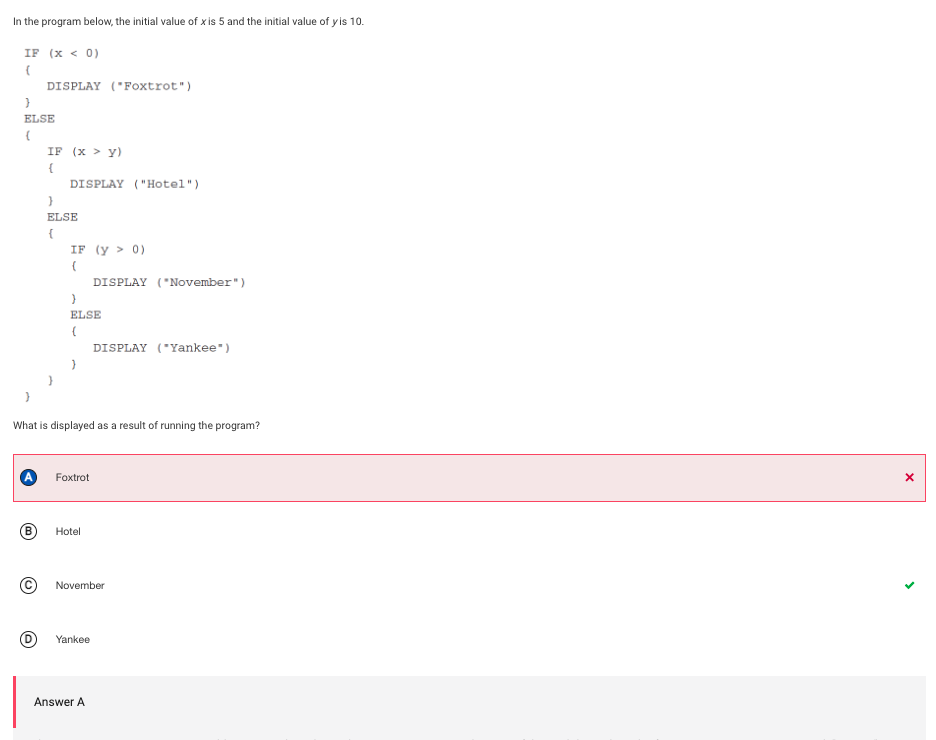 In the program below, the initial value of x is 5 and the initial value of y is 10.
IF (x < 0)
{
DISPLAY ("Foxtrot")
}
ELSE
{
IF (x > y)
{
DISPLAY ("Hotel")
}
ELSE
{
IF (y > 0)
{
DISPLAY ("November")
}
ELSE
{
DISPLAY ("Yankee")
}
}
}
What is displayed as a result of running the program?
A Foxtrot
B Hotel
C November
D Yankee
Answer A